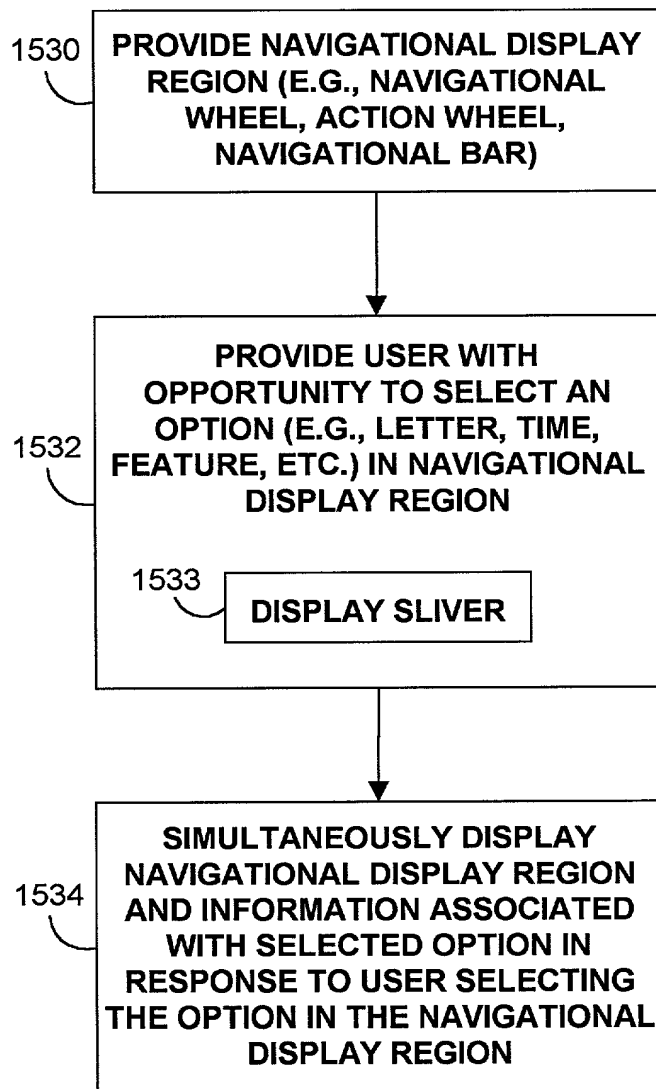 1530
PROVIDE NAVIGATIONAL DISPLAY
REGION (E.G., NAVIGATIONAL
WHEEL, ACTION WHEEL,
NAVIGATIONAL BAR)
1532
PROVIDE USER WITH
OPPORTUNITY TO SELECT AN
OPTION (E.G., LETTER, TIME,
FEATURE, ETC.) IN NAVIGATIONAL
DISPLAY REGION
1533
DISPLAY SLIVER
1534
SIMULTANEOUSLY DISPLAY
NAVIGATIONAL DISPLAY REGION
AND INFORMATION ASSOCIATED
WITH SELECTED OPTION IN
RESPONSE TO USER SELECTING
THE OPTION IN THE NAVIGATIONAL
DISPLAY REGION